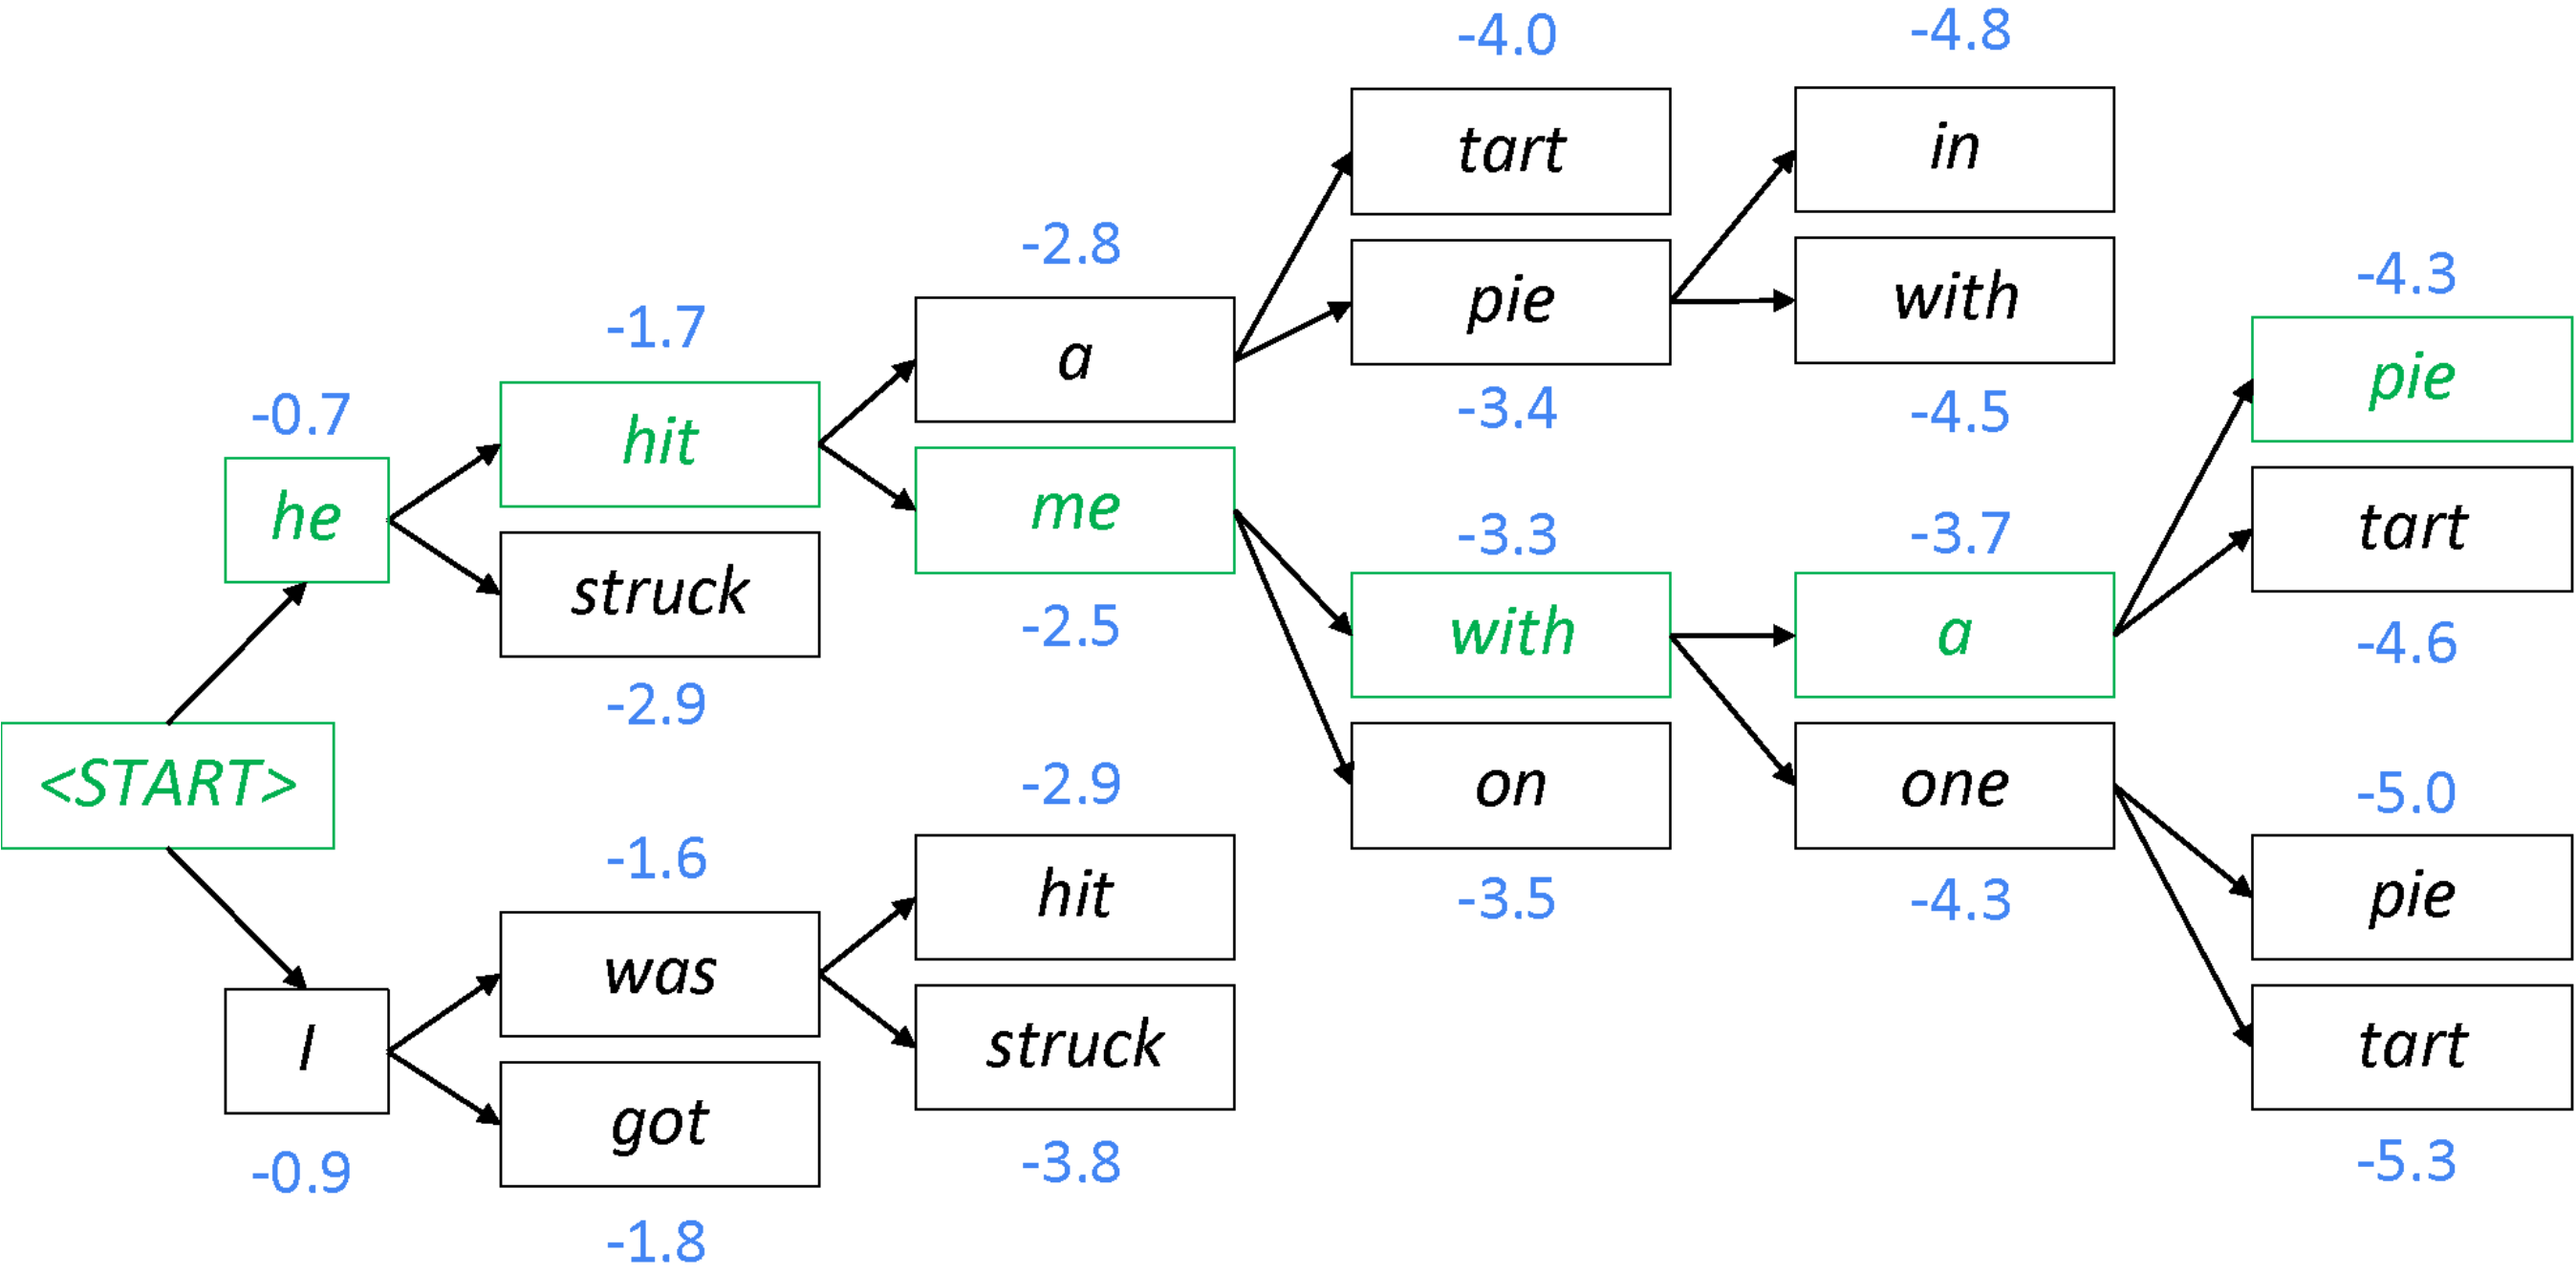 -4.0
-4.8
tart
in
-2.8
pie
with
-4.3
-1.7
a
-3.4
-4.5
pie
-0.7
hit
me
-3.3
-3.7
tart
he
struck
-2.5
with
a
-4.6
-2.9
<START>
-2.9
on
one
-5.0
-1.6
hit
-3.5
-4.3
pie
was
I
struck
tart
got
-0.9
-3.8
-5.3
-1.8